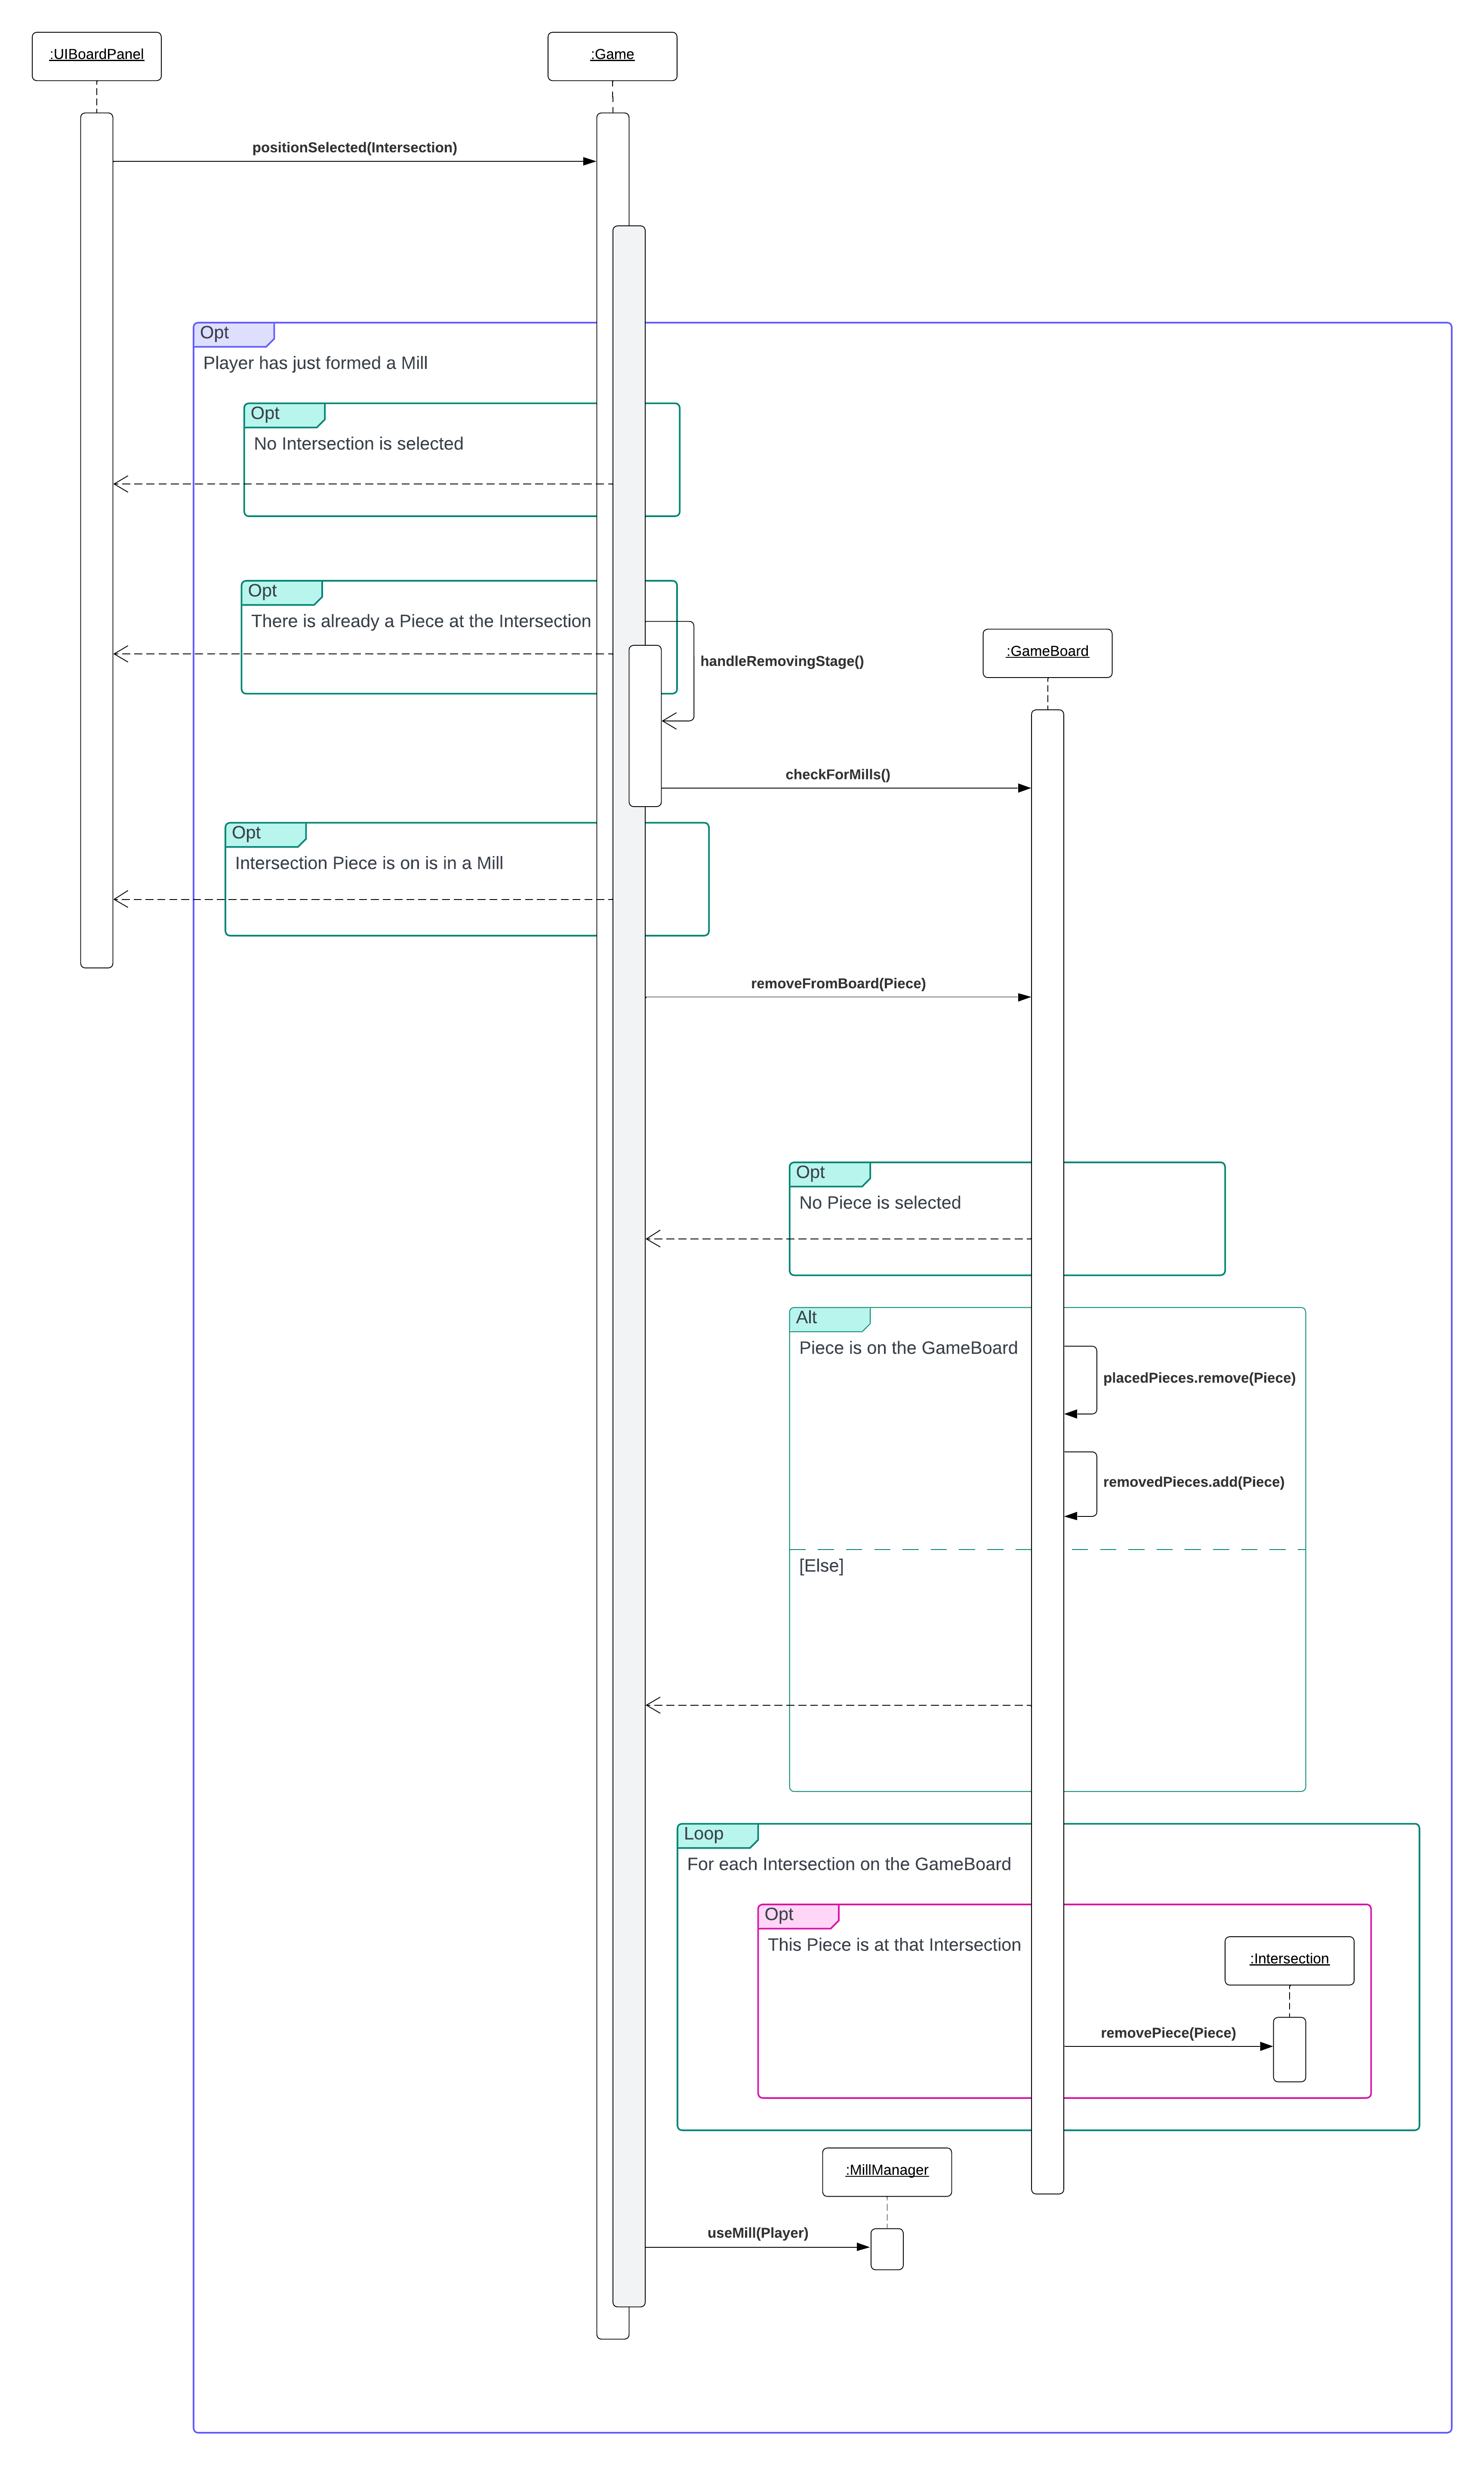 :UIBoardPanel
:Game
positionSelected(Intersection)
Opt
Player has just formed a Mill
Opt
No Intersection is selected
Opt
There is already a Piece at the Intersection
handleRemovingStage()
:GameBoard
checkForMills()
Opt
Intersection Piece is on is in a Mill
removeFromBoard(Piece)
Opt
No Piece is selected
Alt
Piece is on the GameBoard
placedPieces.remove(Piece)
removedPieces.add(Piece)
[Else]
Loop
For each Intersection on the GameBoard
Opt
This Piece is at that Intersection
:Intersection
removePiece(Piece)
:MillManager
useMill(Player)